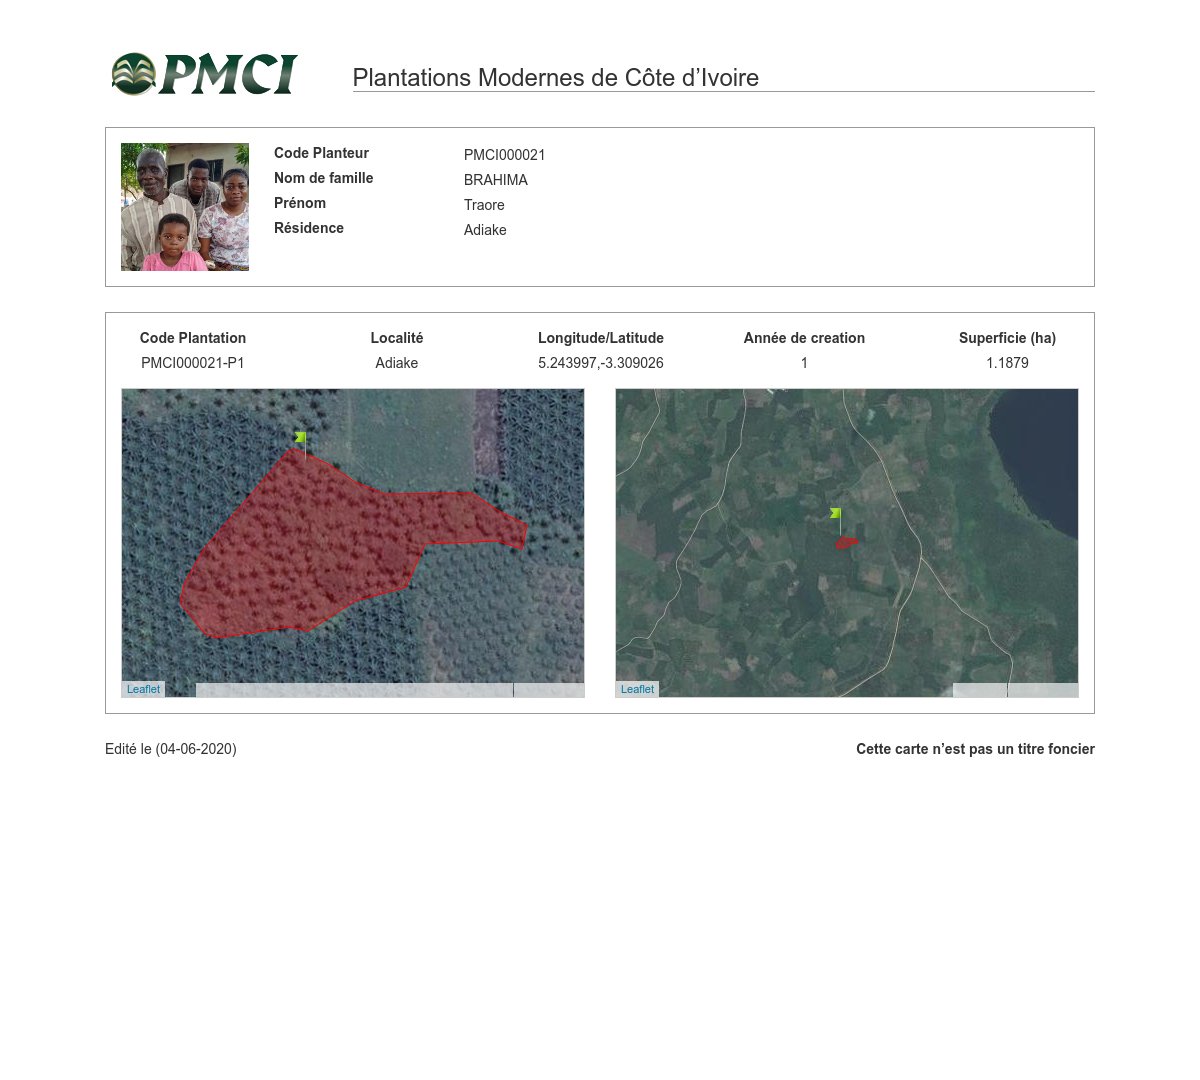 PMCI
Plantations Modernes de Côte d’Ivoire
Code Planteur PMCI000021
Nom de famille BRAHIMA
Prénom Traore
Résidence Adiake
Code Plantation Localité Longitude/Latitude Année de creation Superficie (ha)
PMCI000021-P1 Adiake 5.243997,-3.309026 1 1.1879
Leaflet Leaflet
Edité le (04-06-2020) Cette carte n’est pas un titre foncier